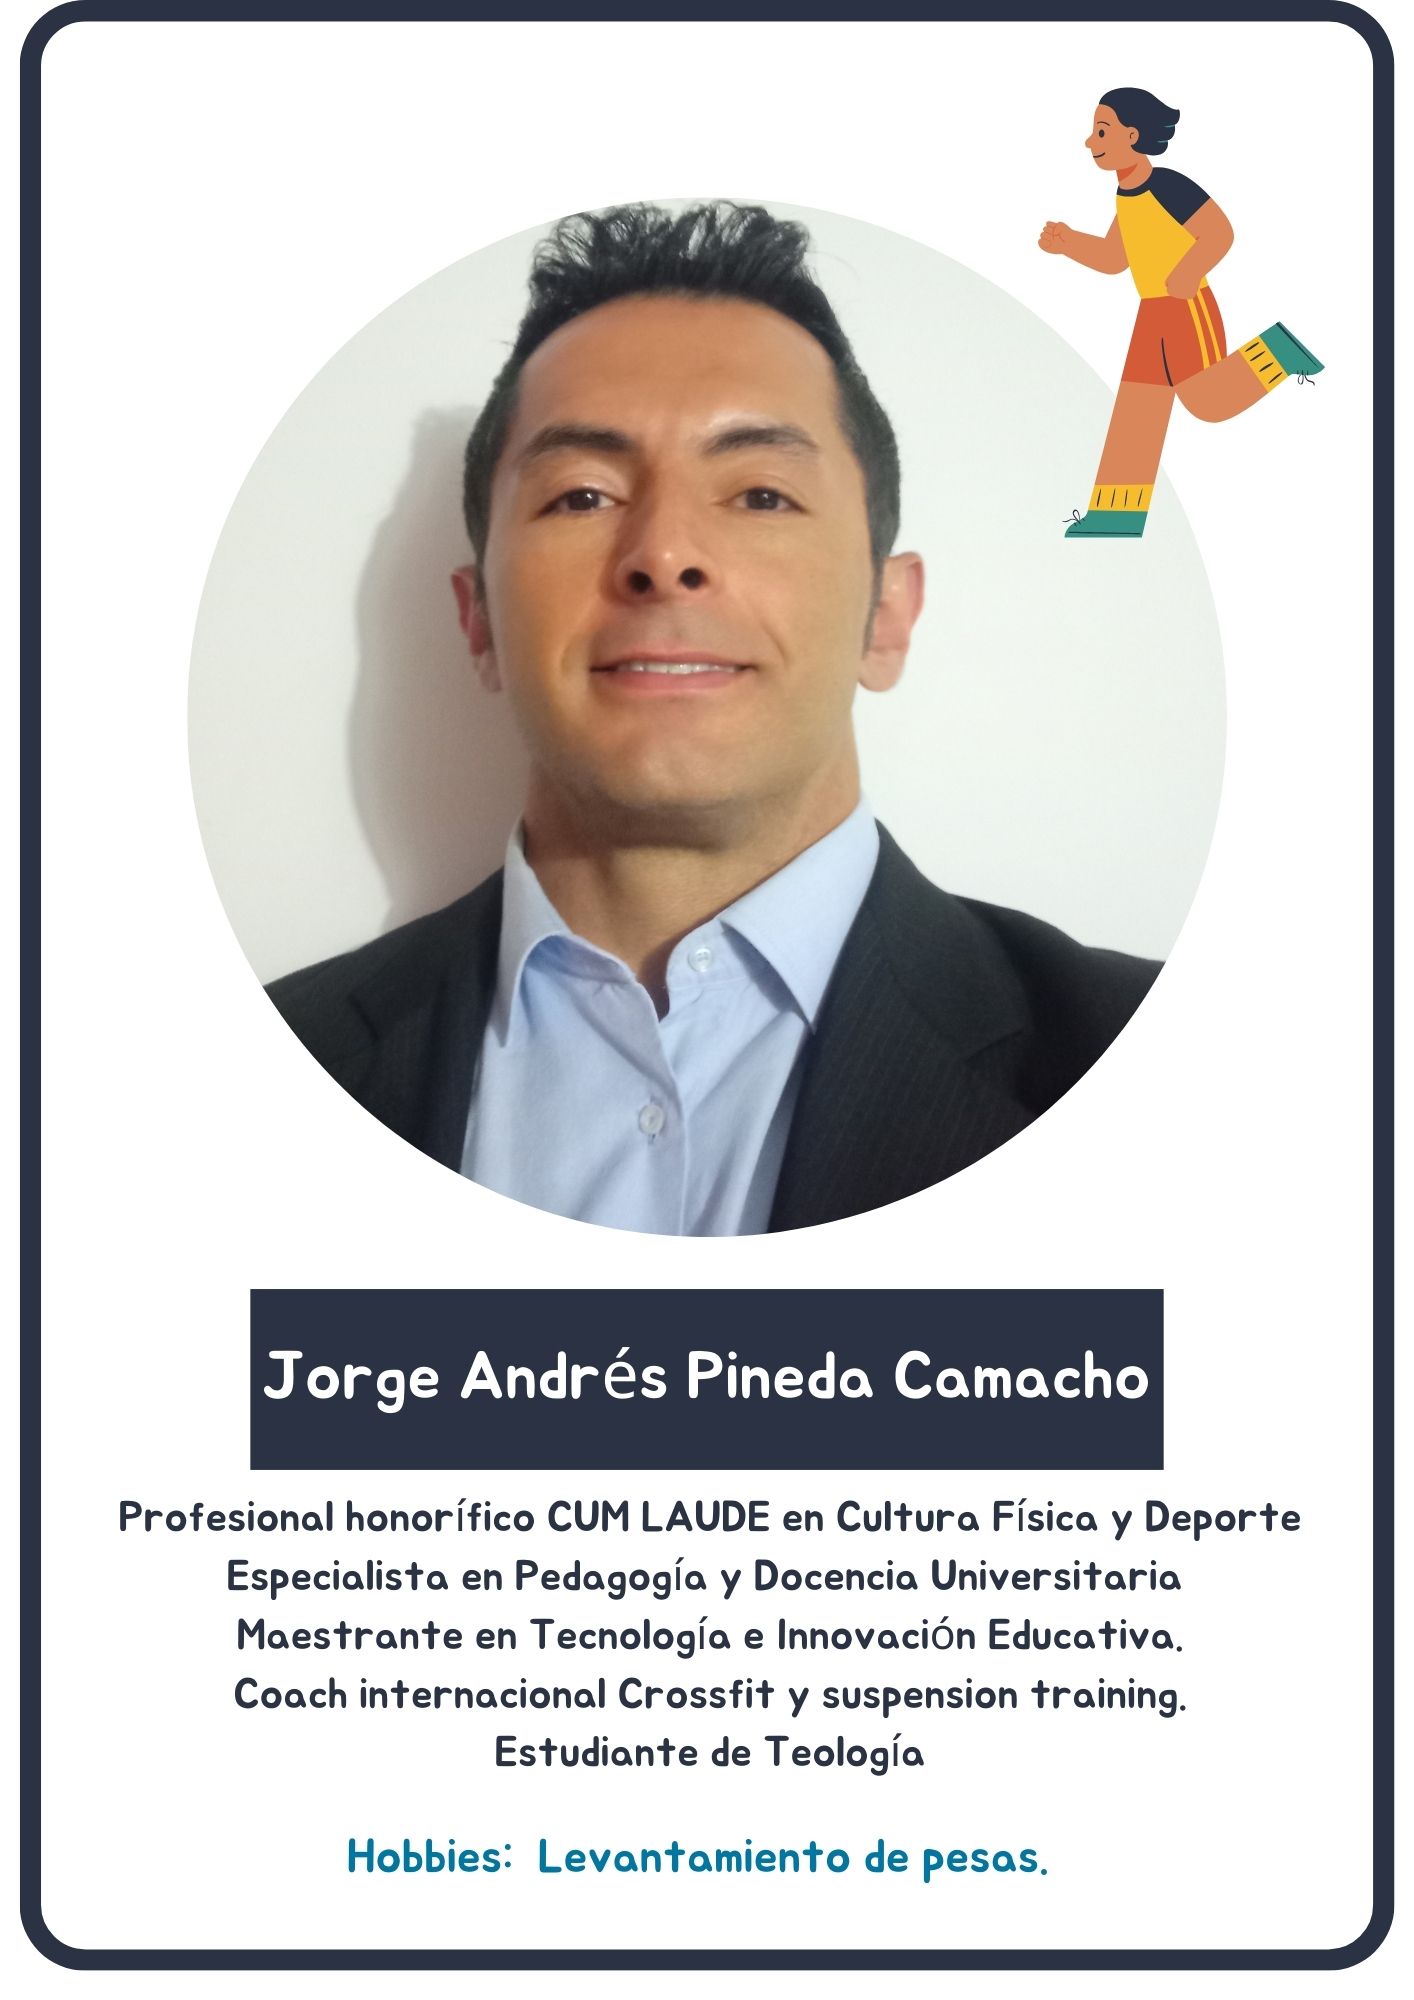 Jorge Andrés Pineda Camacho
Profesional honorífico CUM LAUDE en Cultura Física y Deporte
Especialista en Pedagogía y Docencia Universitaria
Maestrante en Tecnología e Innovación Educativa.
Coach internacional Crossfit y suspension training.
Estudiante de Teología
Hobbies: Levantamiento de pesas.